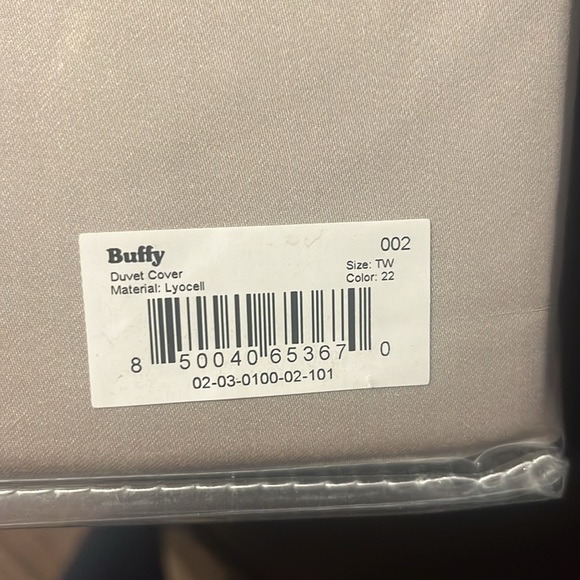 Buffy
002
Duvet Cover
Size: TW
Material: Lyocell
Color: 22
8 50040 65367 0
02-03-0100-02-101